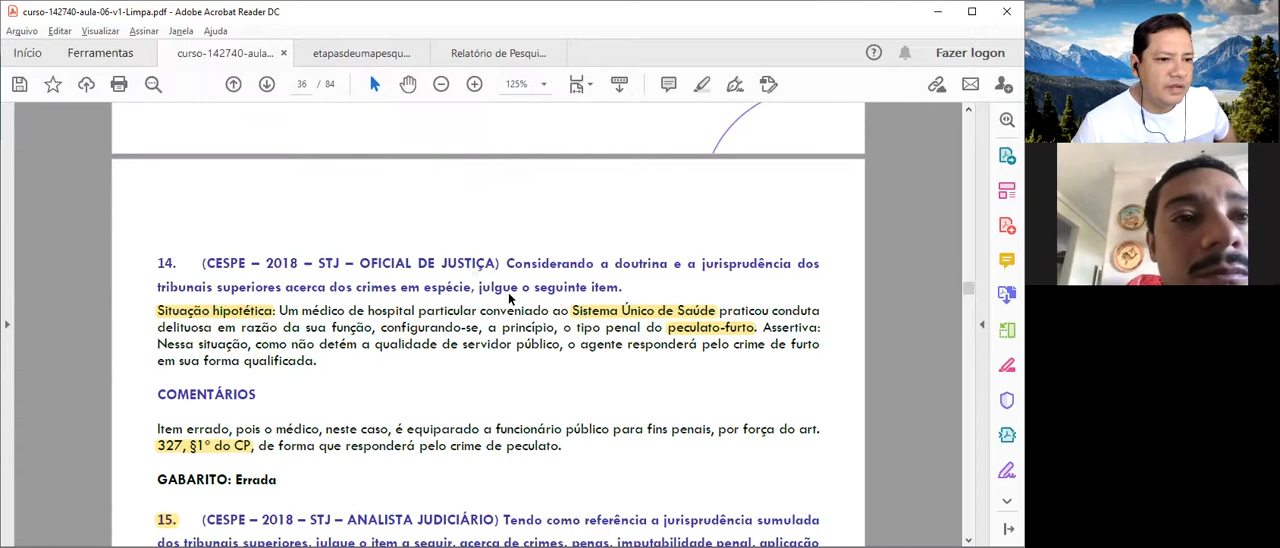 curso-142740-aula-06-v1-Limpa.pdf - Adobe Acrobat Reader DC
Arquivo Editar Visualizar Assinar Janela Ajuda
Início Ferramentas curso-142740-aula... × etapasdeumapesqu... Relatório de Pesqui... Fazer logon
36 / 84 125%
14. (CESPE – 2018 – STJ – OFICIAL DE JUSTIÇA) Considerando a doutrina e a jurisprudência dos
tribunais superiores acerca dos crimes em espécie, julgue o seguinte item.
Situação hipotética: Um médico de hospital particular conveniado ao Sistema Único de Saúde praticou conduta
delituosa em razão da sua função, configurando-se, a princípio, o tipo penal do peculato-furto. Assertiva:
Nessa situação, como não detém a qualidade de servidor público, o agente responderá pelo crime de furto
em sua forma qualificada.
COMENTÁRIOS
Item errado, pois o médico, neste caso, é equiparado a funcionário público para fins penais, por força do art.
327, §1º do CP, de forma que responderá pelo crime de peculato.
GABARITO: Errada
15. (CESPE – 2018 – STJ – ANALISTA JUDICIÁRIO) Tendo como referência a jurisprudência sumulada
dos tribunais superiores, julgue o item a seguir, acerca de crimes, penas, imputabilidade penal, aplicação